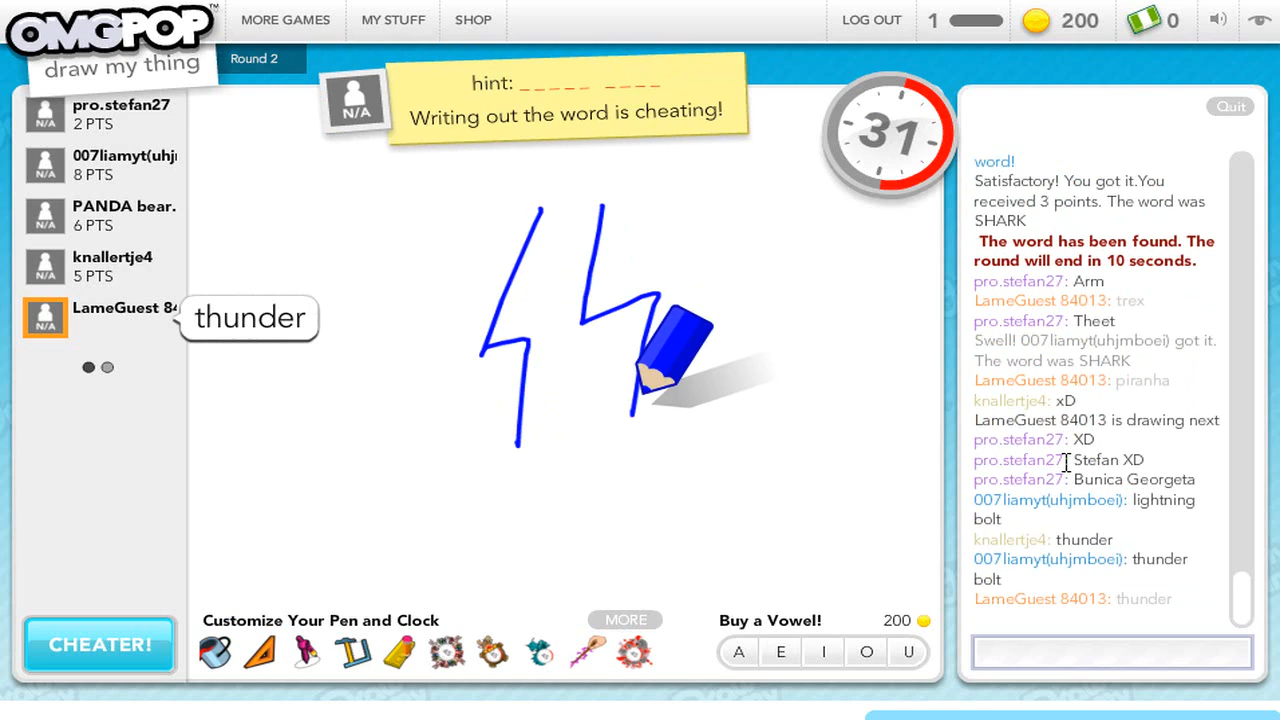 OMGPOP™
MORE GAMES
MY STUFF
SHOP
LOG OUT
1
200
0
draw my thing
Round 2
N/A
hint: _ _ _ _ _ _ _ _ _
Writing out the word is cheating!
31
N/A
pro.stefan27
2 PTS
N/A
007liamyt(uhj
8 PTS
N/A
PANDA bear.
6 PTS
N/A
knallertje4
5 PTS
N/A
LameGuest 84
thunder
CHEATER!
Customize Your Pen and Clock
MORE
Buy a Vowel!
200
A
E
I
O
U
Quit
word!
Satisfactory! You got it.You
received 3 points. The word was
SHARK
The word has been found. The
round will end in 10 seconds.
pro.stefan27: Arm
LameGuest 84013: trex
pro.stefan27: Theet
Swell! 007liamyt(uhjmboei) got it.
The word was SHARK
LameGuest 84013: piranha
knallertje4: xD
LameGuest 84013 is drawing next
pro.stefan27: XD
pro.stefan27: Stefan XD
pro.stefan27: Bunica Georgeta
007liamyt(uhjmboei): lightning
bolt
knallertje4: thunder
007liamyt(uhjmboei): thunder
bolt
LameGuest 84013: thunder